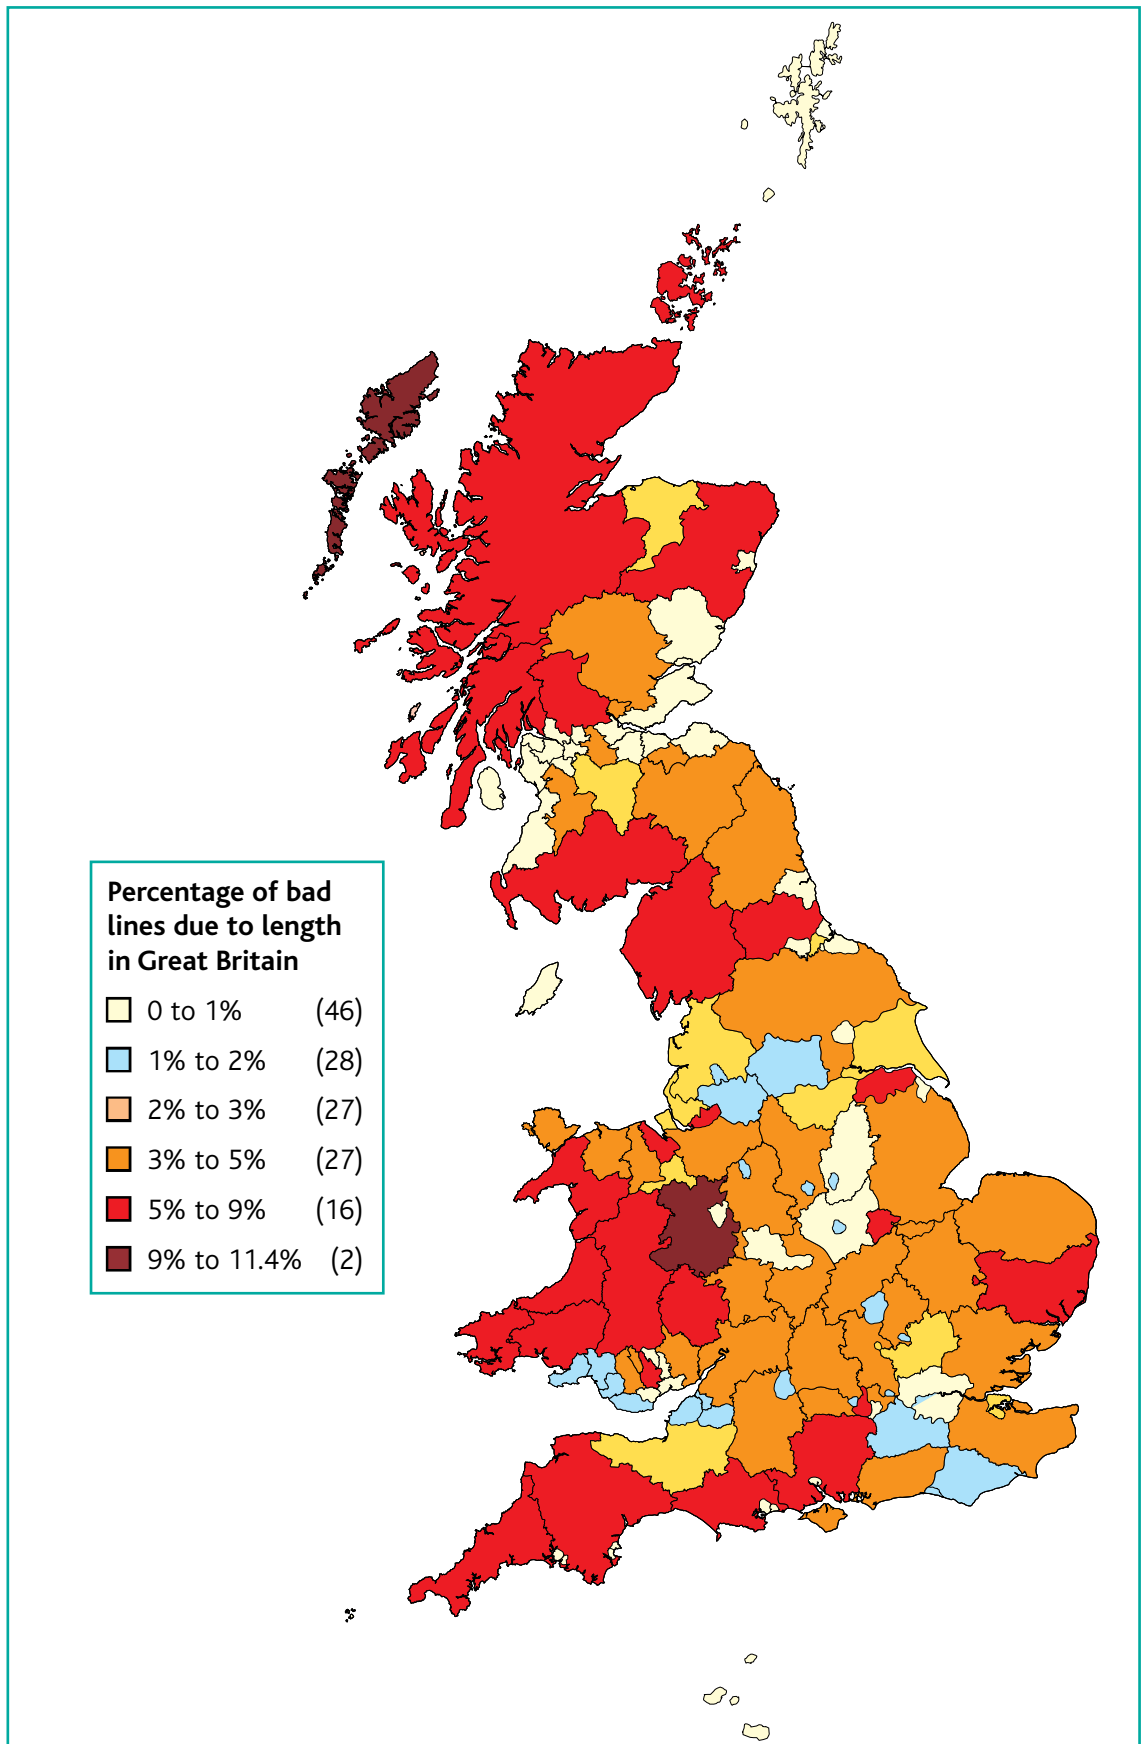 Percentage of bad
lines due to length
in Great Britain
0 to 1% (46)
1% to 2% (28)
2% to 3% (27)
3% to 5% (27)
5% to 9% (16)
9% to 11.4% (2)